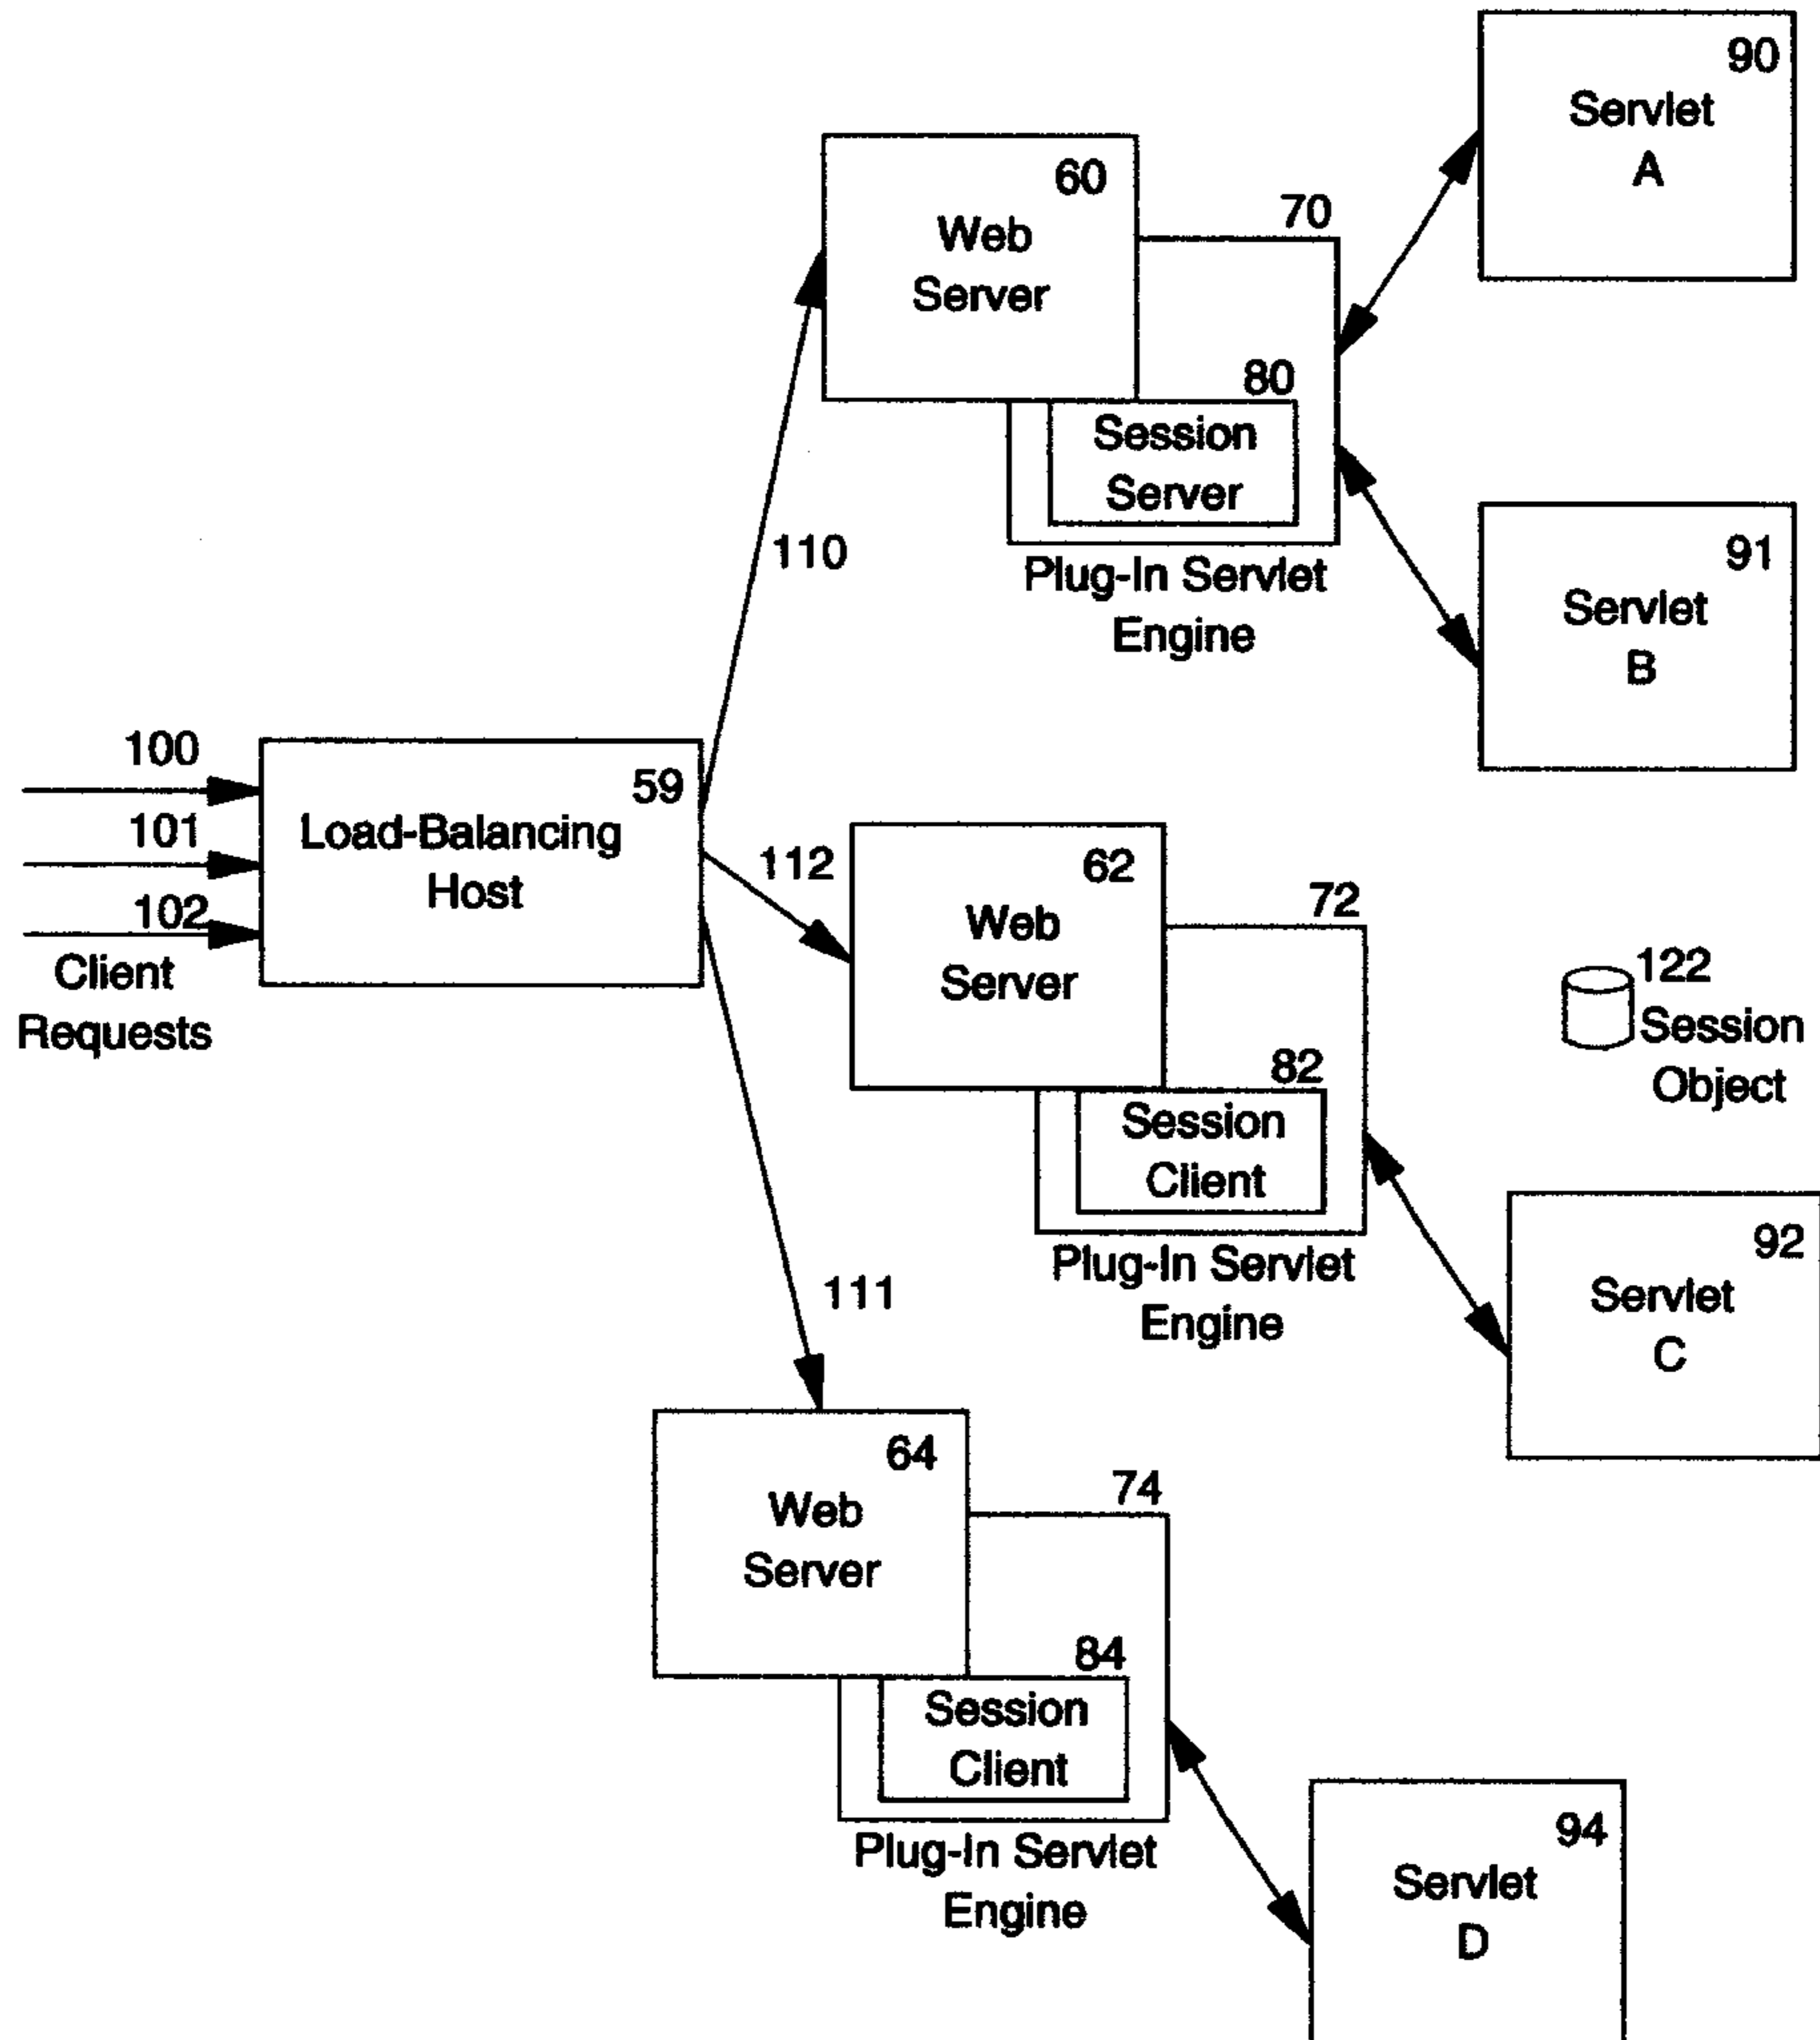 90
Servlet
A
60
Web
Server
70
80
Session
Server
Plug-In Servlet
Engine
110
91
Servlet
B
100
101
102
Client
Requests
59
Load-Balancing
Host
112
62
Web
Server
72
82
Session
Client
Plug-In Servlet
Engine
122
Session
Object
92
Servlet
C
111
64
Web
Server
74
84
Session
Client
Plug-In Servlet
Engine
94
Servlet
D